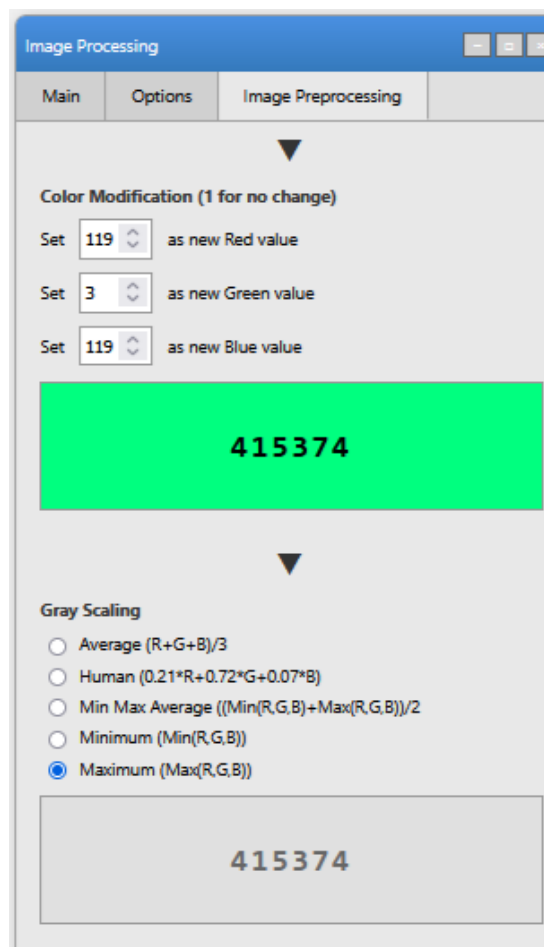 Image Processing
Main Options Image Preprocessing
Color Modification (1 for no change)
Set 119 as new Red value
Set 3 as new Green value
Set 119 as new Blue value
415374
Gray Scaling
Average (R+G+B)/3
Human (0.21*R+0.72*G+0.07*B)
Min Max Average ((Min(R,G,B)+Max(R,G,B))/2
Minimum (Min(R,G,B))
Maximum (Max(R,G,B))
415374